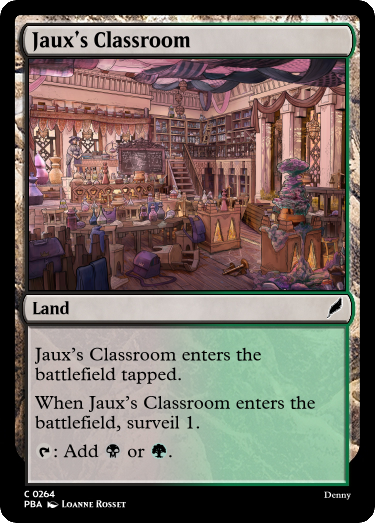 Jaux's Classroom
Land
Jaux's Classroom enters the
battlefield tapped.
When Jaux's Classroom enters the
battlefield, surveil 1.
: Add or .
C 0264
Denny
PBA Loanne Rosset